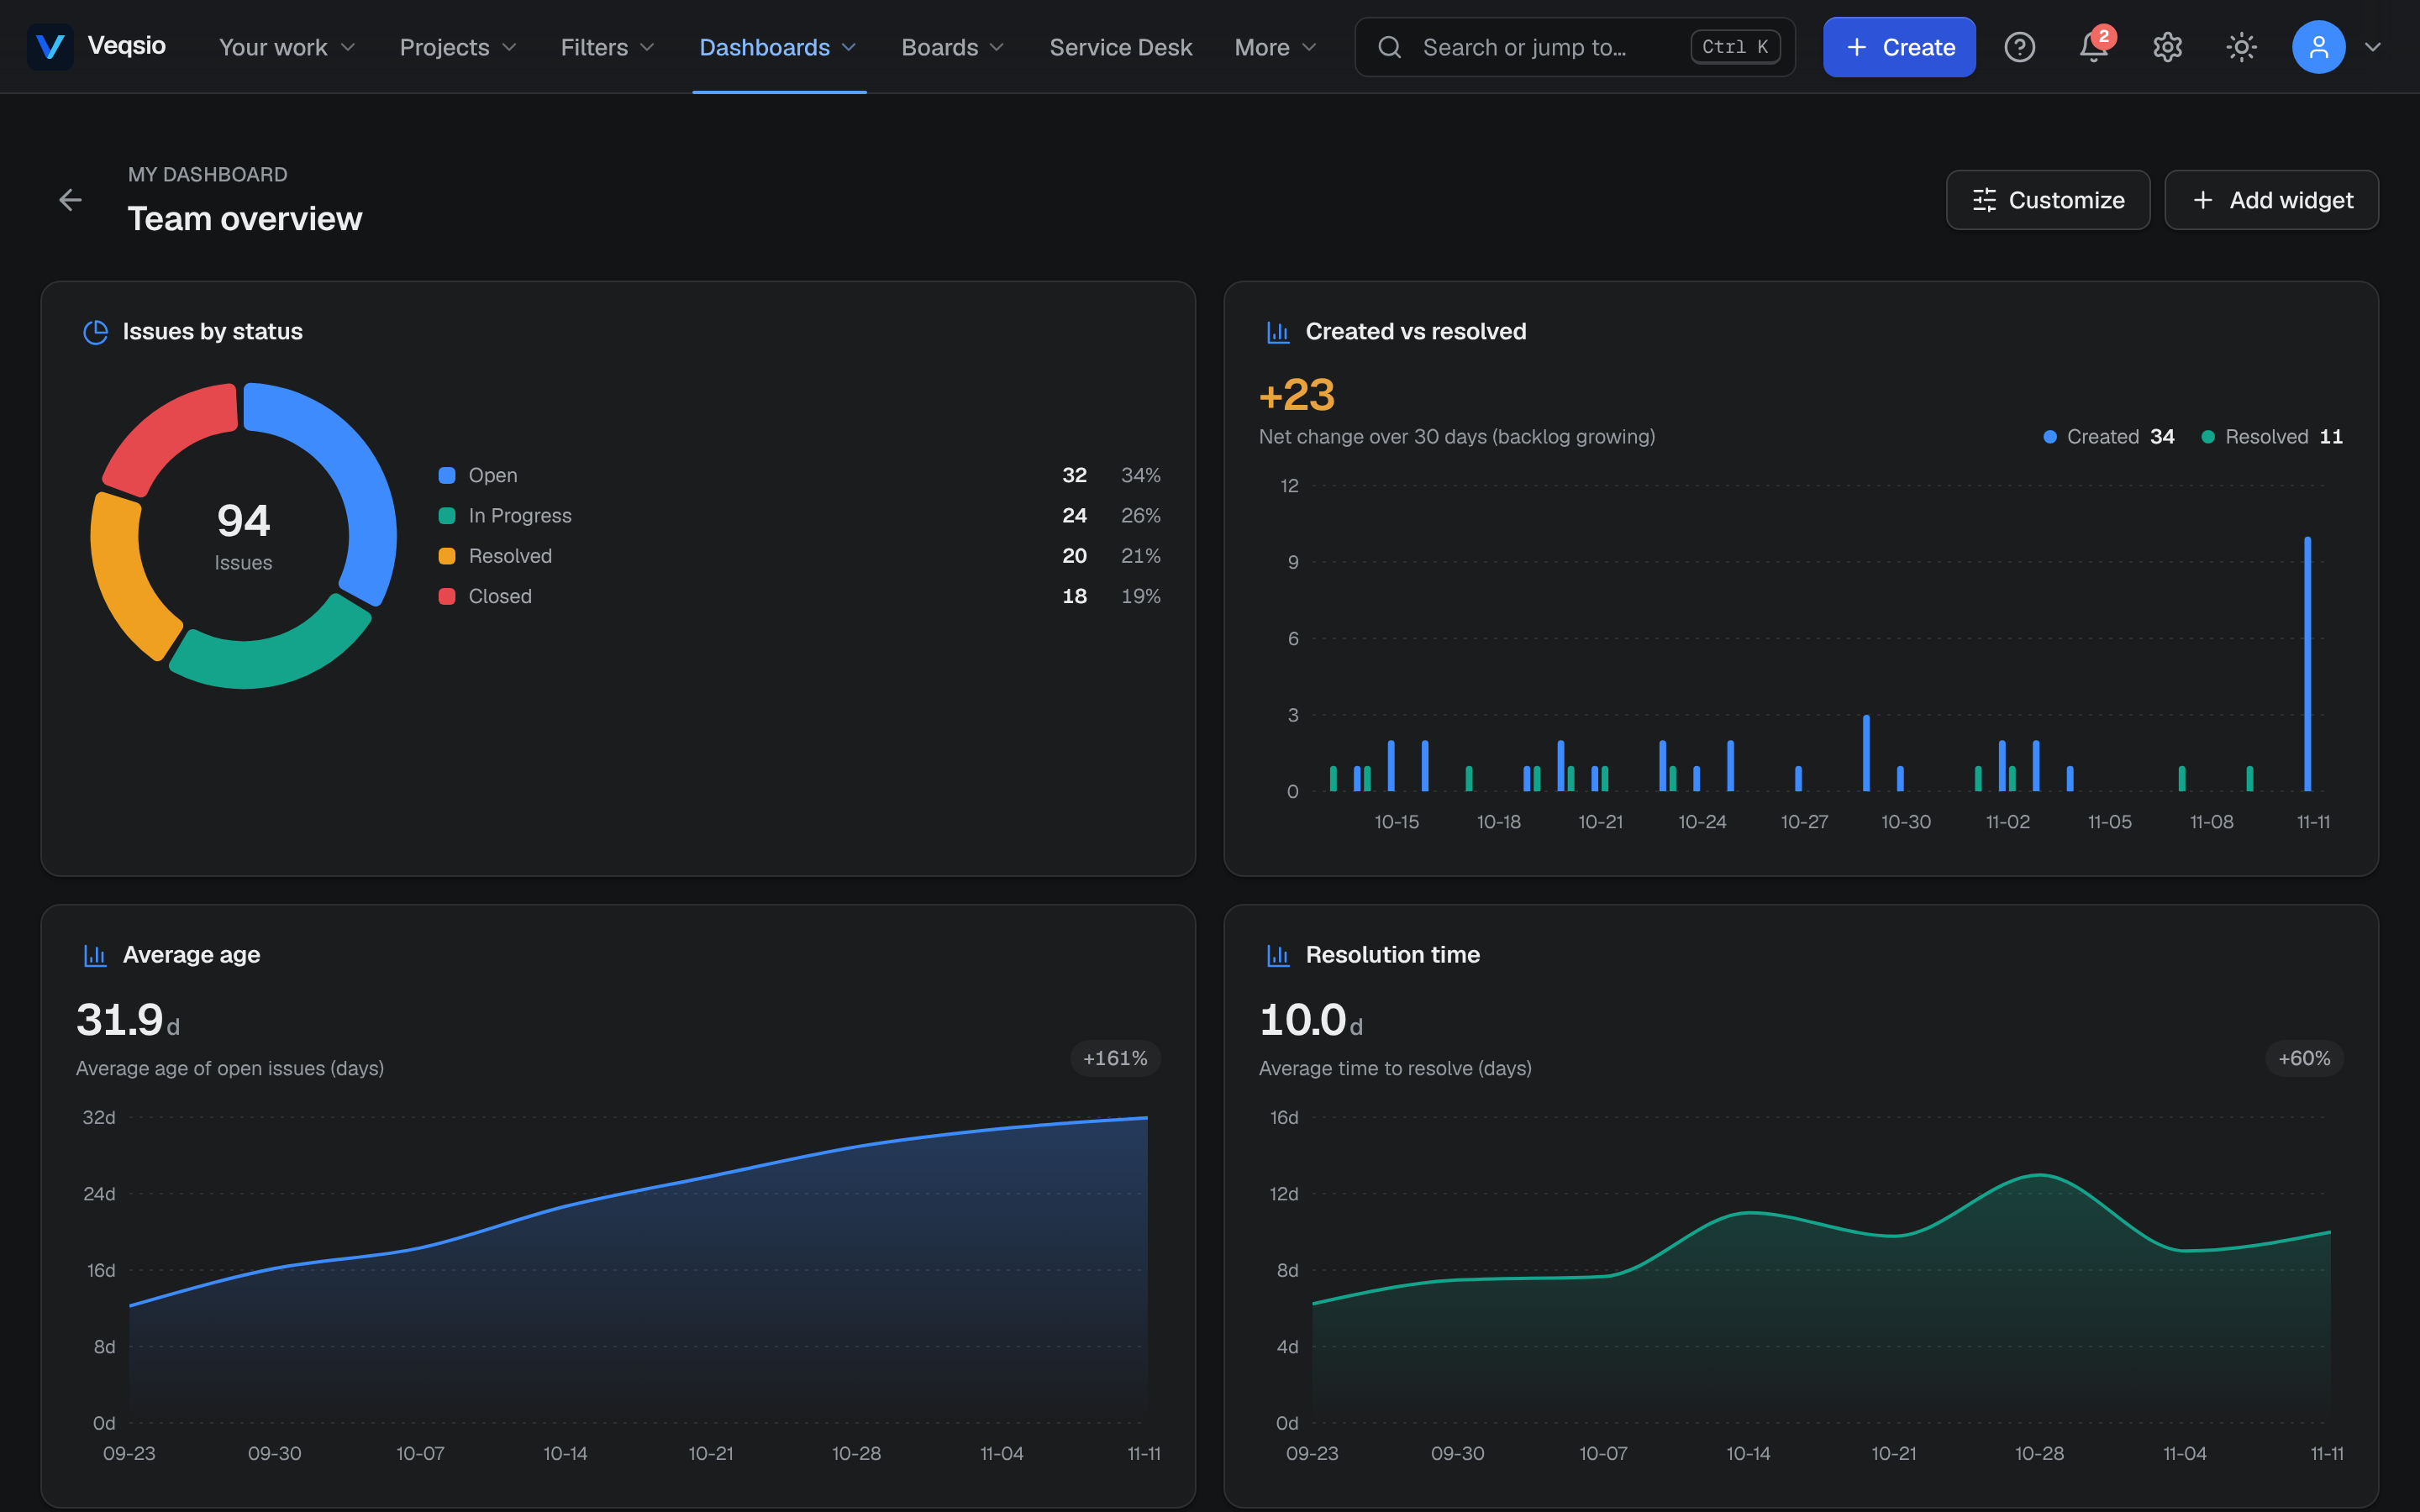 Veqsio
Your work
Projects
Filters
Dashboards
Boards
Service Desk
More
Search or jump to...
Ctrl K
Create
2
MY DASHBOARD
Team overview
Customize
Add widget
Issues by status
94
Issues
Open 32 34%
In Progress 24 26%
Resolved 20 21%
Closed 18 19%
Created vs resolved
+23
Net change over 30 days (backlog growing)
Created 34 Resolved 11
12
9
6
3
0
10-15 10-18 10-21 10-24 10-27 10-30 11-02 11-05 11-08 11-11
Average age
31.9 d
Average age of open issues (days)
+161%
32d
24d
16d
8d
0d
09-23 09-30 10-07 10-14 10-21 10-28 11-04 11-11
Resolution time
10.0 d
Average time to resolve (days)
+60%
16d
12d
8d
4d
0d
09-23 09-30 10-07 10-14 10-21 10-28 11-04 11-11